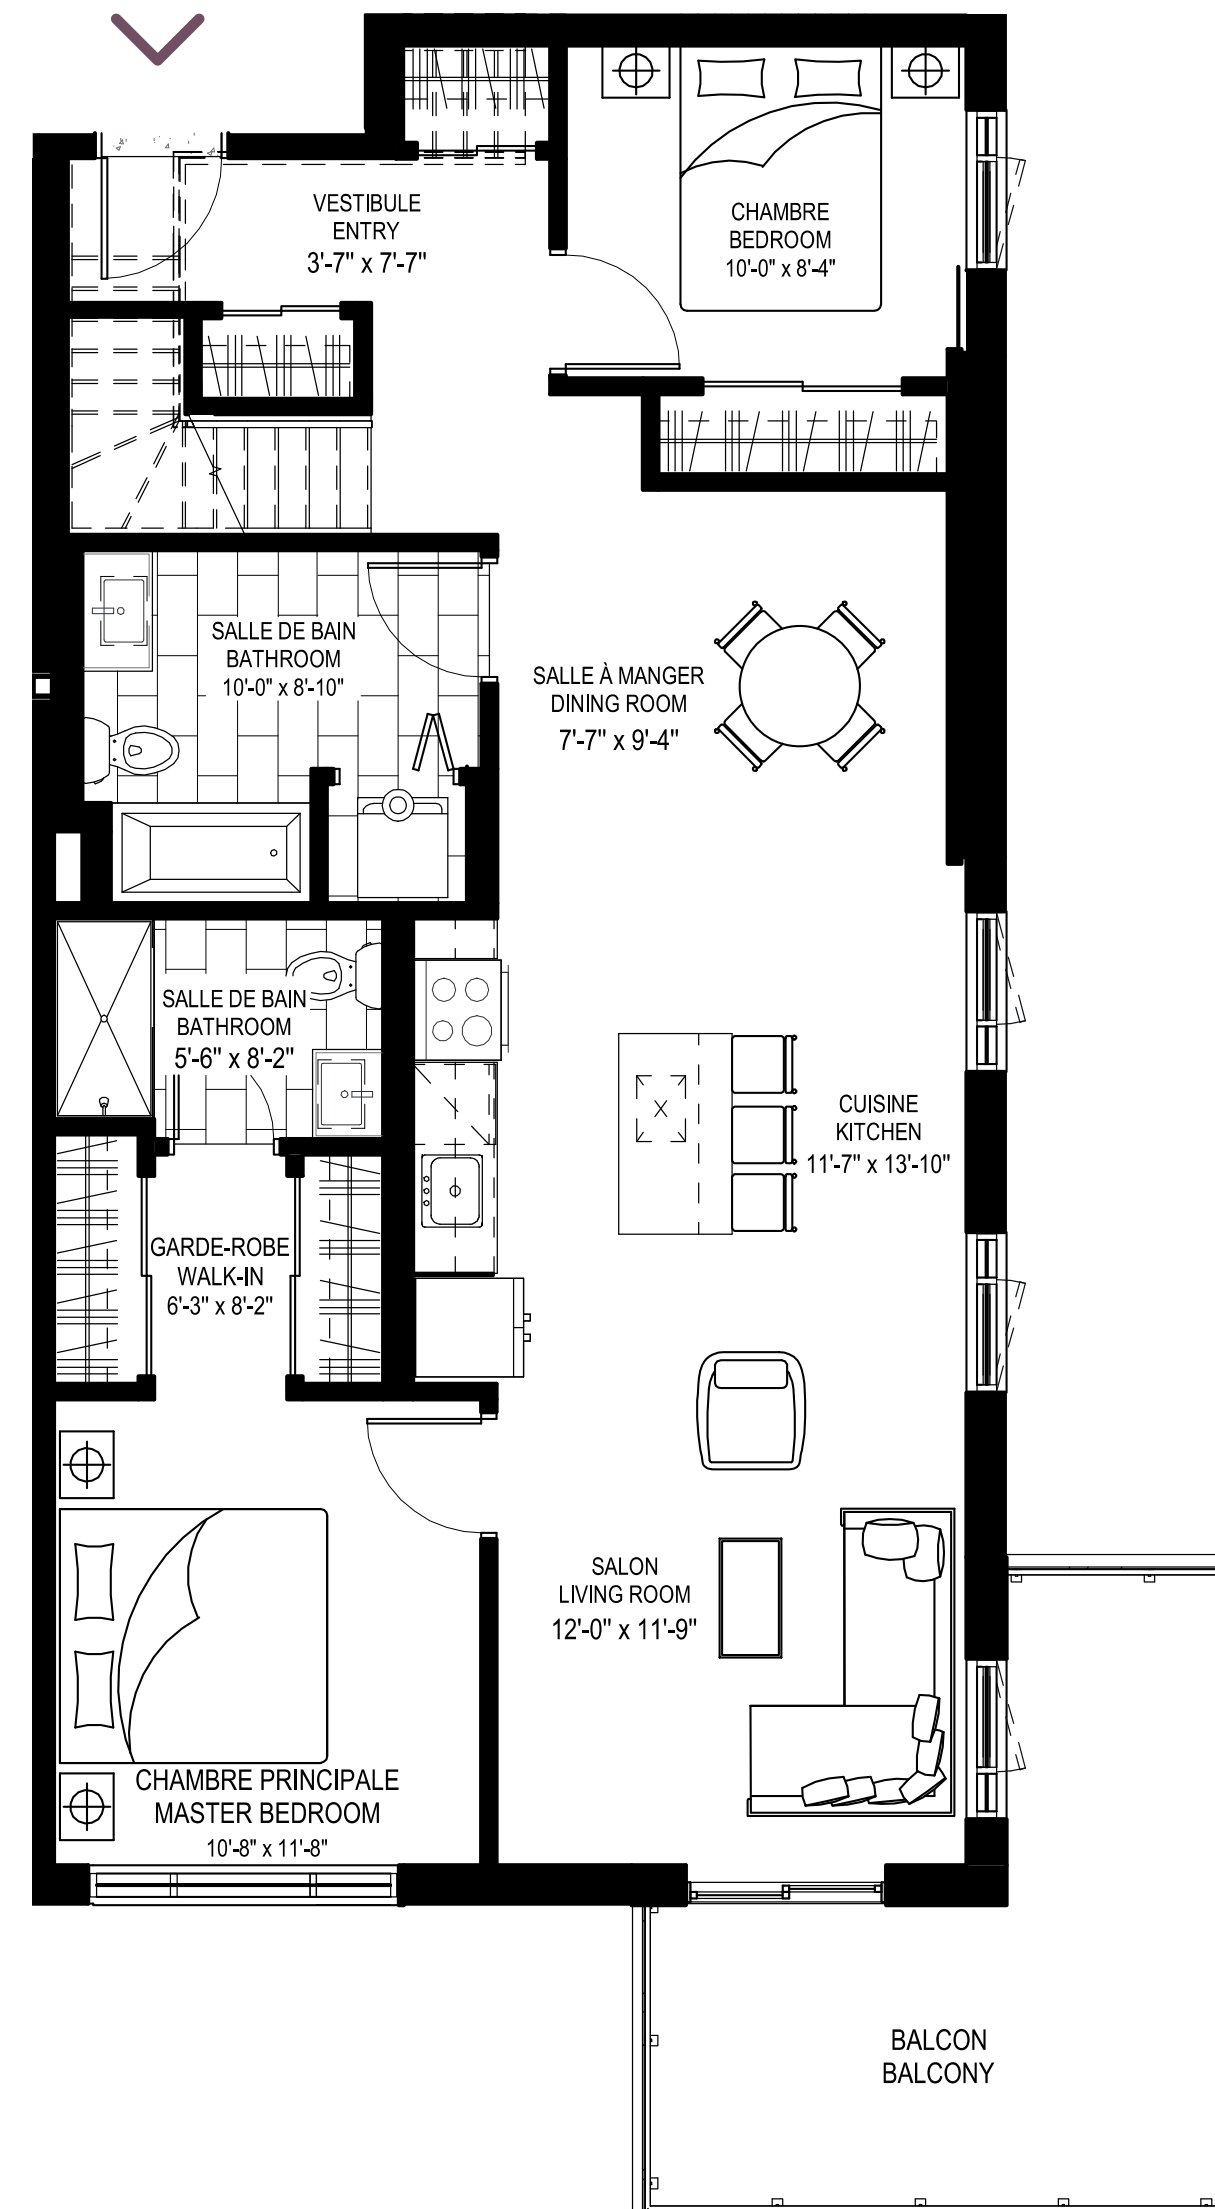 VESTIBULE
ENTRY
3'-7" x 7'-7"
CHAMBRE
BEDROOM
10'-0" x 8'-4"
SALLE DE BAIN
BATHROOM
10'-0" x 8'-10"
SALLE À MANGER
DINING ROOM
7'-7" x 9'-4"
SALLE DE BAIN
BATHROOM
5'-6" x 8'-2"
CUISINE
KITCHEN
11'-7" x 13'-10"
GARDE-ROBE
WALK-IN
6'-3" x 8'-2"
SALON
LIVING ROOM
12'-0" x 11'-9"
CHAMBRE PRINCIPALE
MASTER BEDROOM
10'-8" x 11'-8"
BALCON
BALCONY